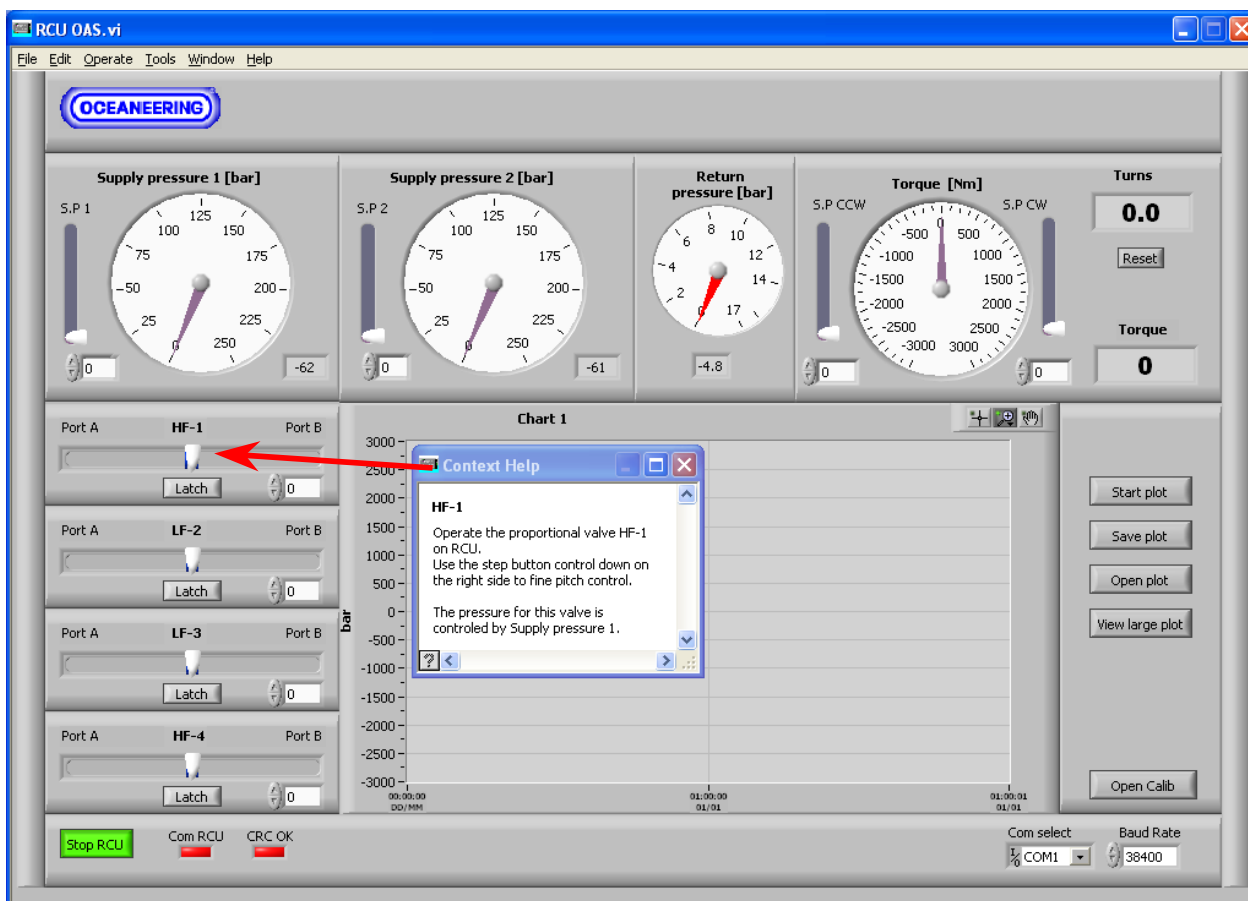 RCU OAS.vi
File Edit Operate Tools Window Help
OCEANEERING
Supply pressure 1 [bar]
S.P 1
0 25 50 75 100 125 150 175 200 225 250
0
-62
Supply pressure 2 [bar]
S.P 2
0 25 50 75 100 125 150 175 200 225 250
0
-61
Return
pressure [bar]
0 2 4 6 8 10 12 14 17
-4.8
Torque [Nm]
S.P CCW
S.P CW
-3000 -2500 -2000 -1500 -1000 -500 0 500 1000 1500 2000 2500 3000
0
0
Turns
0.0
Reset
Torque
0
Port A HF-1 Port B
Latch 0
Port A LF-2 Port B
Latch 0
Port A LF-3 Port B
Latch 0
Port A HF-4 Port B
Latch 0
Chart 1
bar
3000
2500
2000
1500
1000
500
0
-500
-1000
-1500
-2000
-2500
-3000
00:00:00
DD/MM
01:00:00
01/01
01:00:01
01/01
Context Help
HF-1
Operate the proportional valve HF-1
on RCU.
Use the step button control down on
the right side to fine pitch control.
The pressure for this valve is
controled by Supply pressure 1.
?
Start plot
Save plot
Open plot
View large plot
Open Calib
Stop RCU
Com RCU
CRC OK
Com select
I/O COM1
Baud Rate
38400